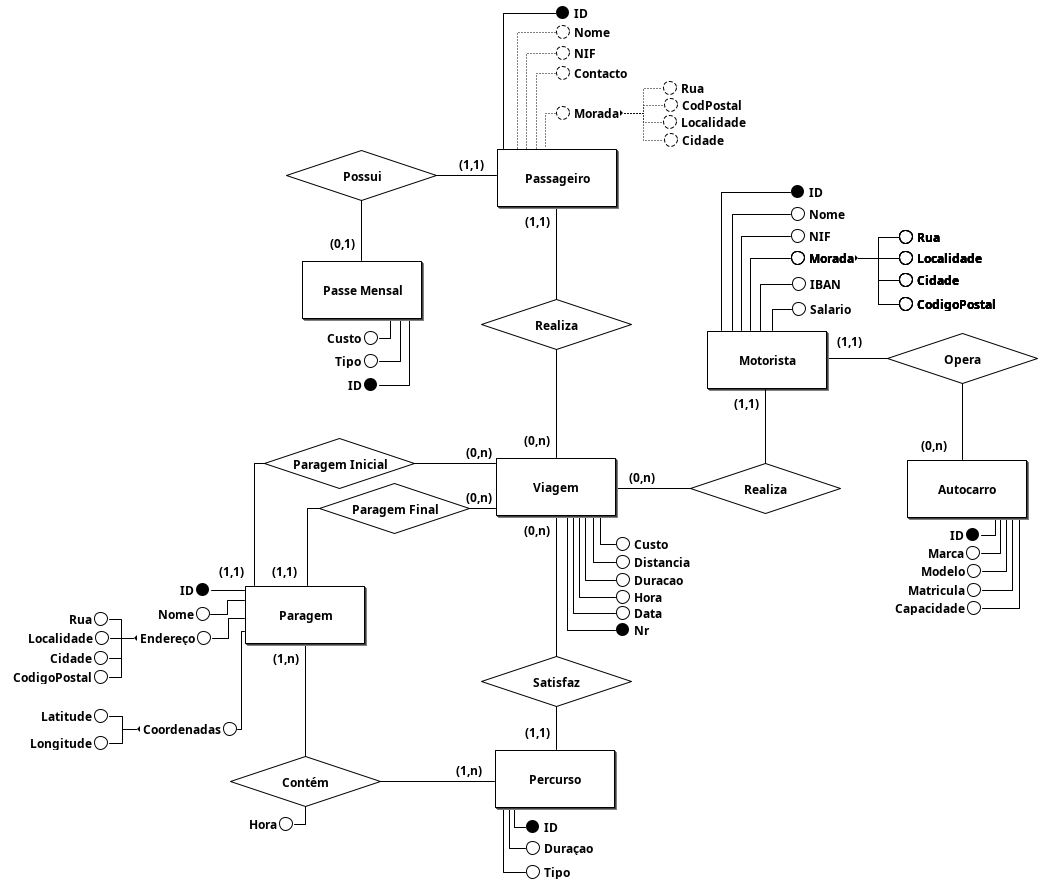 ID
Nome
NIF
Contacto
Morada
Rua
CodPostal
Localidade
Cidade
Possui
(1,1)
Passageiro
(1,1)
(0,1)
Passe Mensal
Custo
Tipo
ID
Realiza
ID
Nome
NIF
Morada
IBAN
Salario
Rua
Localidade
Cidade
CodigoPostal
Motorista
(1,1)
Opera
(1,1)
(0,n)
Paragem Inicial
(0,n)
Paragem Final
(0,n)
Viagem
(0,n)
Realiza
(0,n)
Autocarro
ID
Marca
Modelo
Matricula
Capacidade
(0,n)
Custo
Distancia
Duracao
Hora
Data
Nr
(1,1)
(1,1)
ID
Nome
Endereço
Paragem
Rua
Localidade
Cidade
CodigoPostal
Coordenadas
Latitude
Longitude
(1,n)
Satisfaz
(1,1)
Contém
(1,n)
Percurso
Hora
ID
Duraçao
Tipo